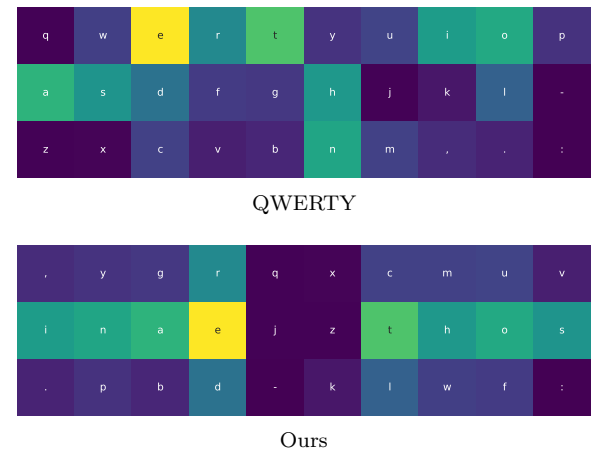 q w e r t y u i o p
a s d f g h j k l -
z x c v b n m , . :
QWERTY
, y g r q x c m u v
i n a e j z t h o s
. p b d - k l w f :
Ours